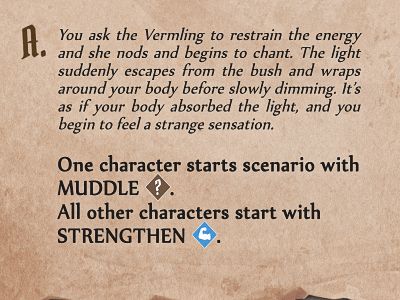 A. You ask the Vermling to restrain the energy
and she nods and begins to chant. The light
suddenly escapes from the bush and wraps
around your body before slowly dimming. It's
as if your body absorbed the light, and you
begin to feel a strange sensation.
One character starts scenario with
MUDDLE ?.
All other characters start with
STRENGTHEN .